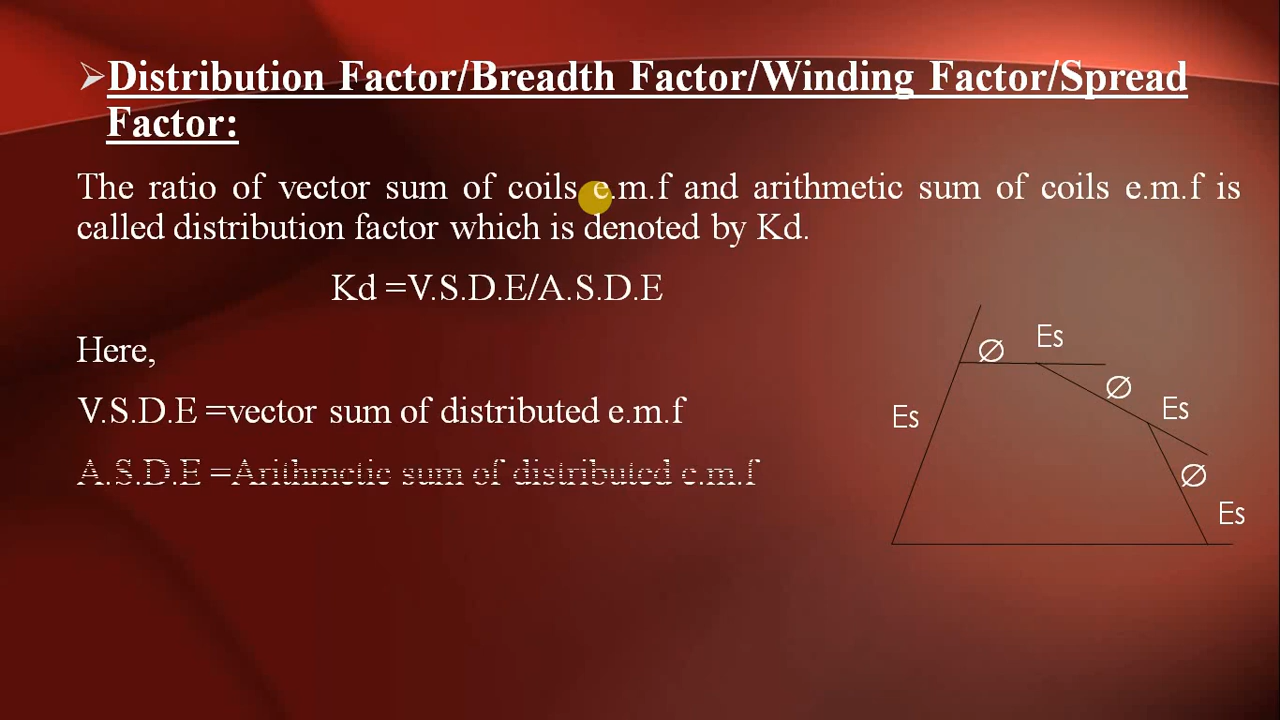 ➢Distribution Factor/Breadth Factor/Winding Factor/Spread
Factor:
The ratio of vector sum of coils e.m.f and arithmetic sum of coils e.m.f is
called distribution factor which is denoted by Kd.
Kd =V.S.D.E/A.S.D.E
Here,
V.S.D.E =vector sum of distributed e.m.f
A.S.D.E =Arithmetic sum of distributed e.m.f
∅ Es
∅
Es
Es
∅
Es